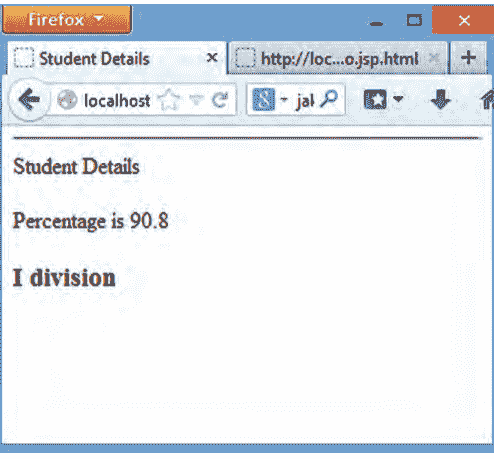 Firefox
Student Details
http://loc...o.jsp.html
localhost
jal
Student Details
Percentage is 90.8
I division